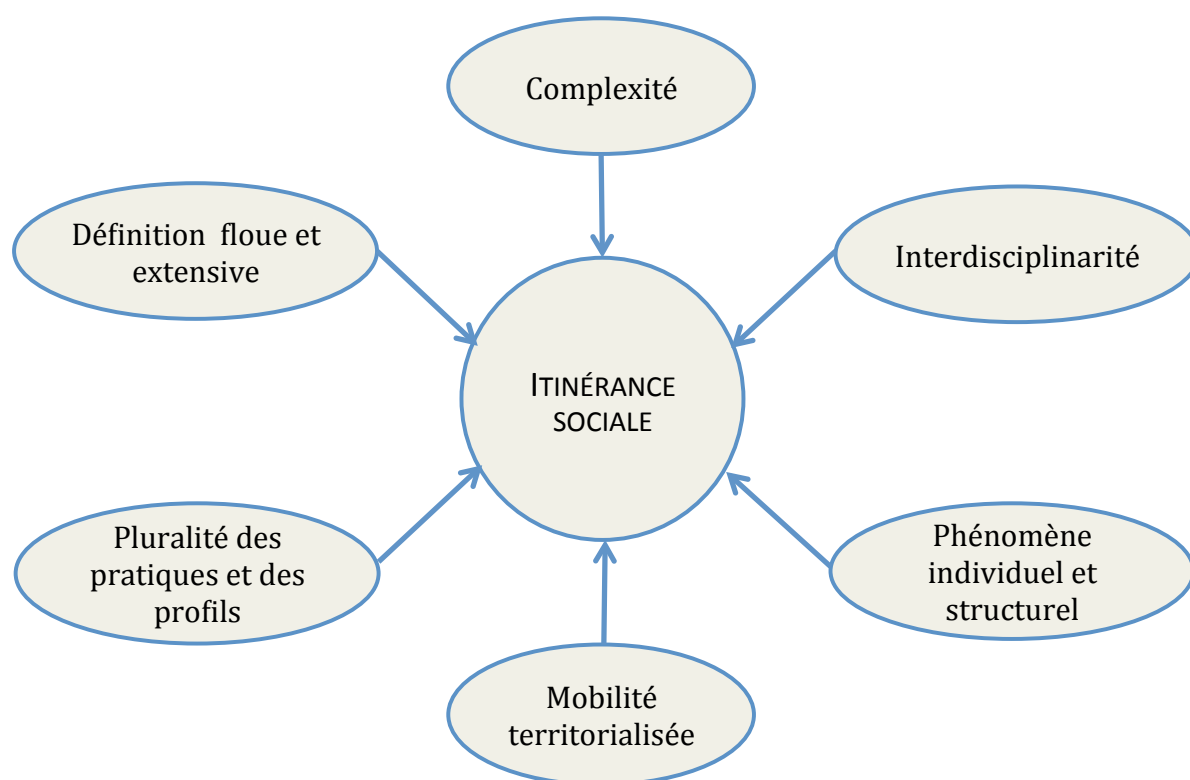 Complexité
Définition floue et
extensive
Interdisciplinarité
ITINÉRANCE
SOCIALE
Pluralité des
pratiques et des
profils
Phénomène
individuel et
structurel
Mobilité
territorialisée